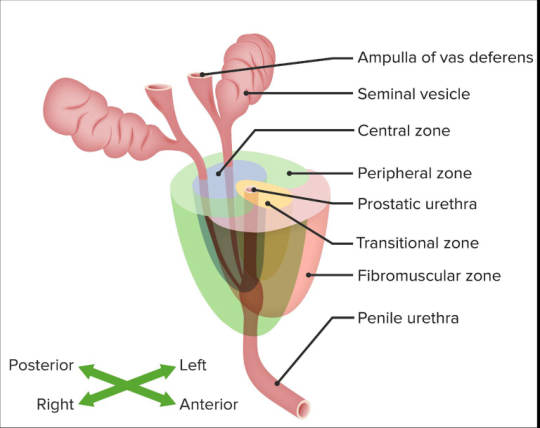 Ampulla of vas deferens
Seminal vesicle
Central zone
Peripheral zone
Prostatic urethra
Transitional zone
Fibromuscular zone
Penile urethra
Posterior
Left
Right
Anterior